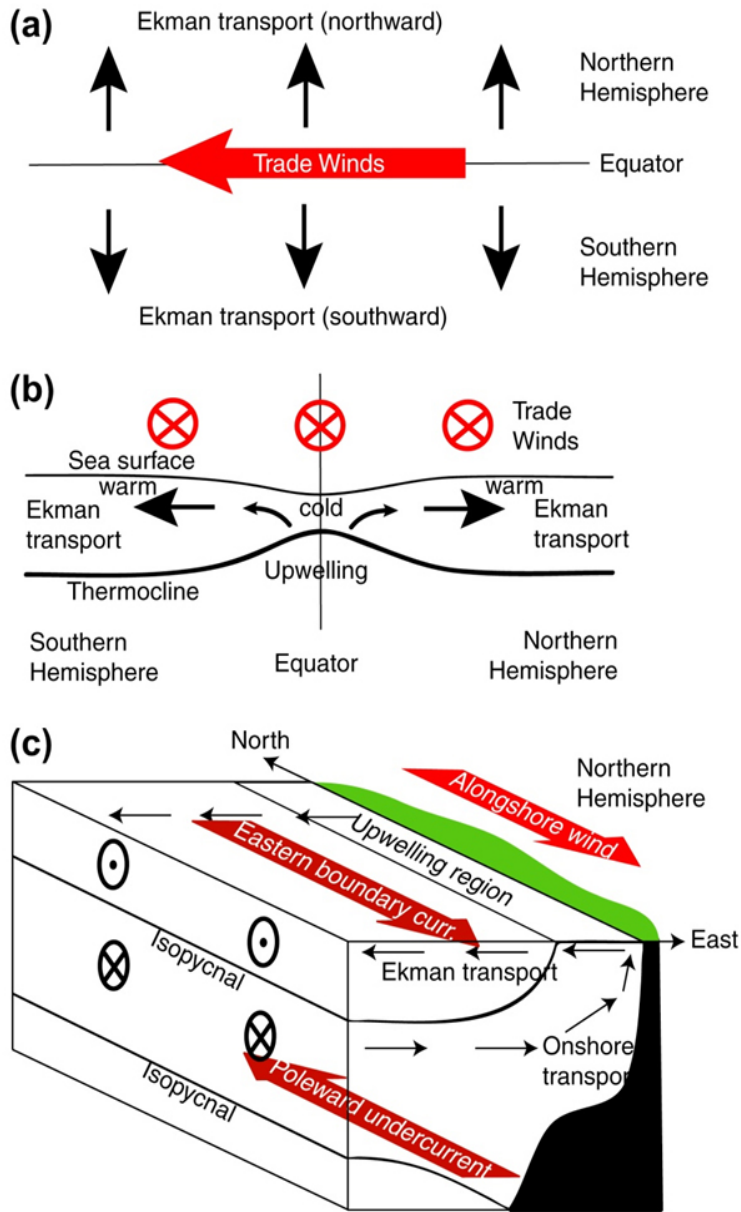 (a)
Ekman transport (northward)
Northern
Hemisphere
Trade Winds
Equator
Southern
Hemisphere
Ekman transport (southward)
(b)
Trade
Winds
Sea surface
warm
warm
cold
Ekman
transport
Ekman
transport
Upwelling
Thermocline
Southern
Hemisphere
Equator
Northern
Hemisphere
(c)
North
Northern
Hemisphere
Alongshore wind
Upwelling region
Eastern boundary curr.
East
Isopycnal
Ekman transport
Onshore
transpor
Isopycnal
Poleward undercurrent